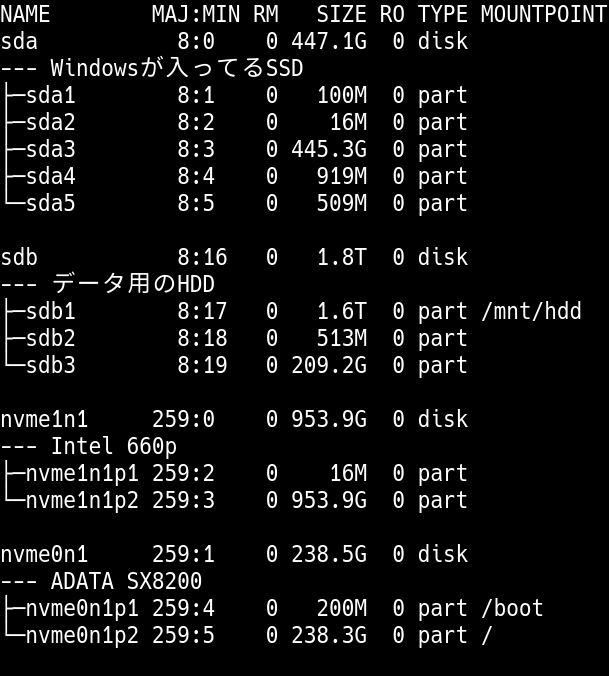 NAME        MAJ:MIN RM   SIZE RO TYPE MOUNTPOINT
sda           8:0    0 447.1G  0 disk
--- Windowsが入ってるSSD
├─sda1        8:1    0   100M  0 part
├─sda2        8:2    0    16M  0 part
├─sda3        8:3    0 445.3G  0 part
├─sda4        8:4    0   919M  0 part
└─sda5        8:5    0   509M  0 part

sdb           8:16   0   1.8T  0 disk
--- データ用のHDD
├─sdb1        8:17   0   1.6T  0 part /mnt/hdd
├─sdb2        8:18   0   513M  0 part
└─sdb3        8:19   0 209.2G  0 part

nvme1n1     259:0    0 953.9G  0 disk
--- Intel 660p
├─nvme1n1p1 259:2    0    16M  0 part
└─nvme1n1p2 259:3    0 953.9G  0 part

nvme0n1     259:1    0 238.5G  0 disk
--- ADATA SX8200
├─nvme0n1p1 259:4    0   200M  0 part /boot
└─nvme0n1p2 259:5    0 238.3G  0 part /